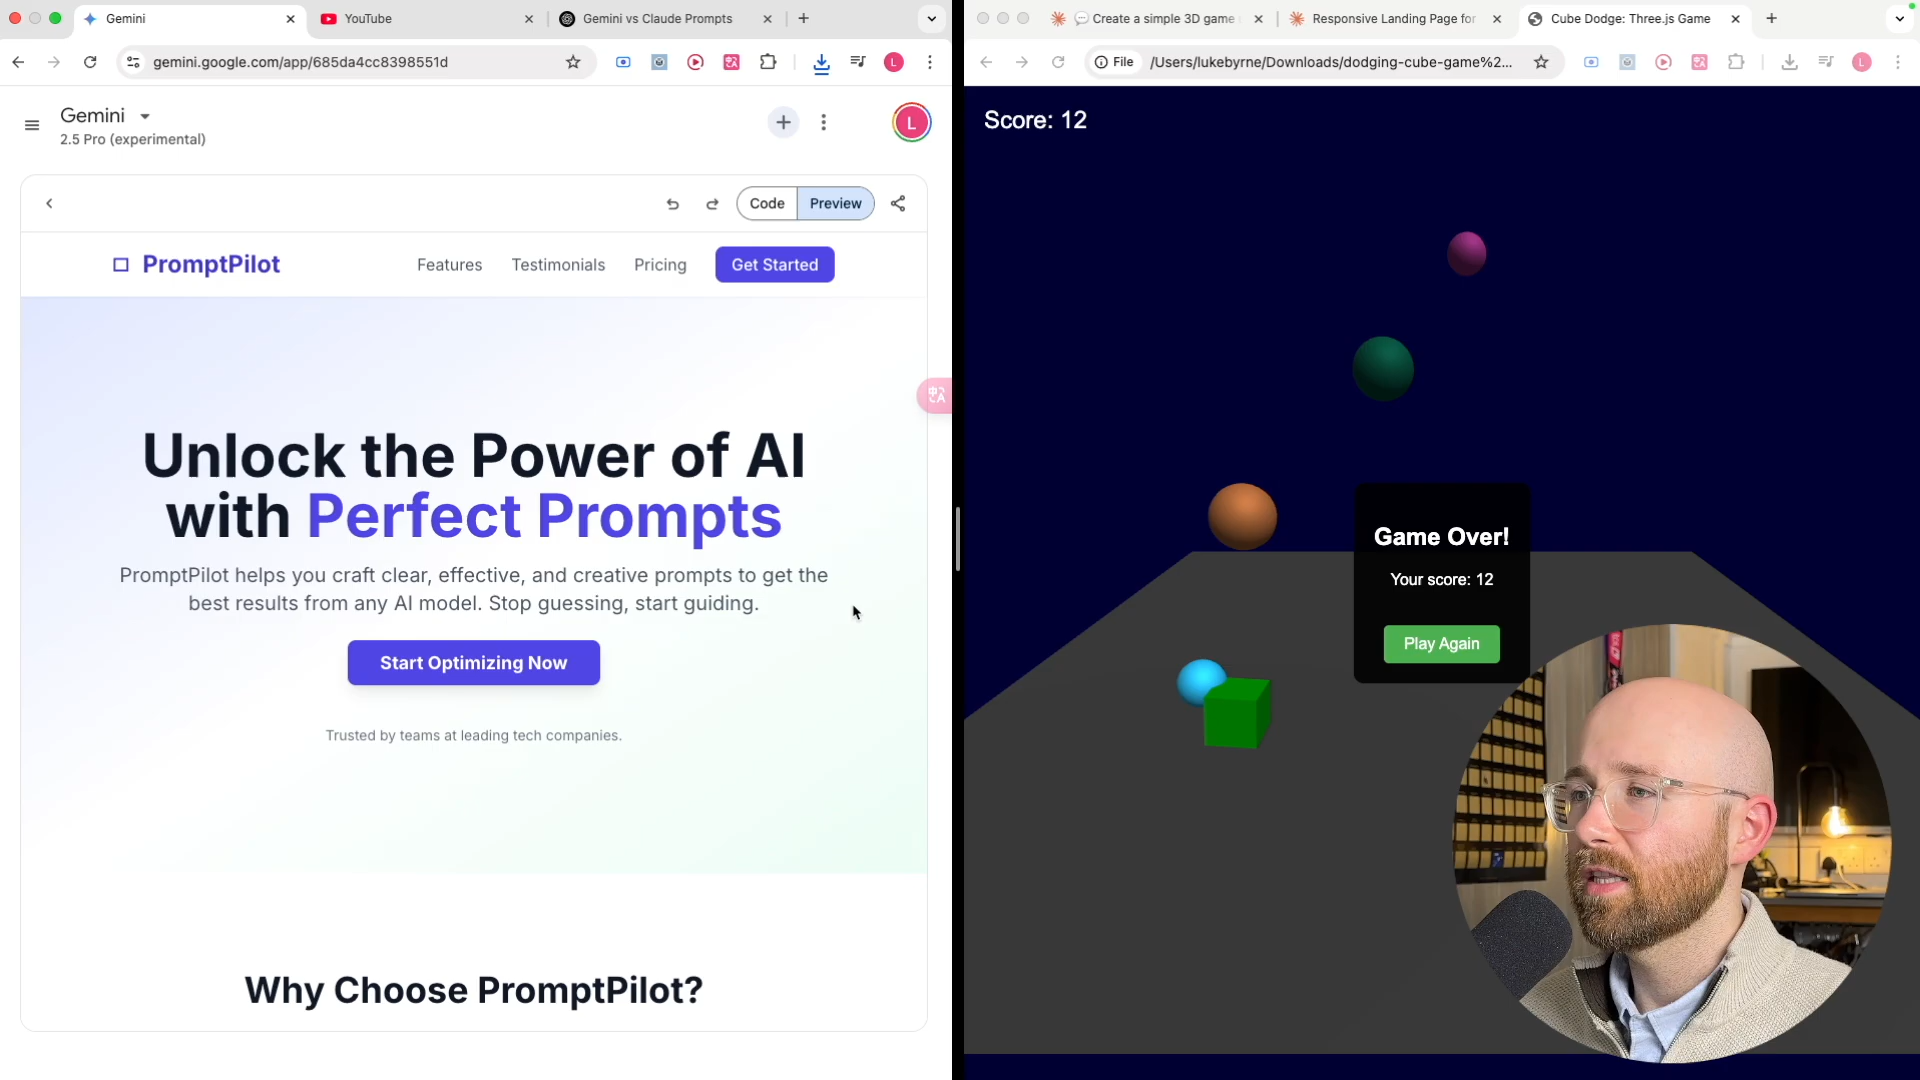 Gemini
YouTube
Gemini vs Claude Prompts
gemini.google.com/app/685da4cc8398551d
L
Gemini
2.5 Pro (experimental)
L
Code
Preview
PromptPilot
Features
Testimonials
Pricing
Get Started
Unlock the Power of AI
with Perfect Prompts
PromptPilot helps you craft clear, effective, and creative prompts to get the
best results from any AI model. Stop guessing, start guiding.
Start Optimizing Now
Trusted by teams at leading tech companies.
Why Choose PromptPilot?
Create a simple 3D game
Responsive Landing Page for
Cube Dodge: Three.js Game
File
/Users/lukebyrne/Downloads/dodging-cube-game%2...
L
Score: 12
Game Over!
Your score: 12
Play Again